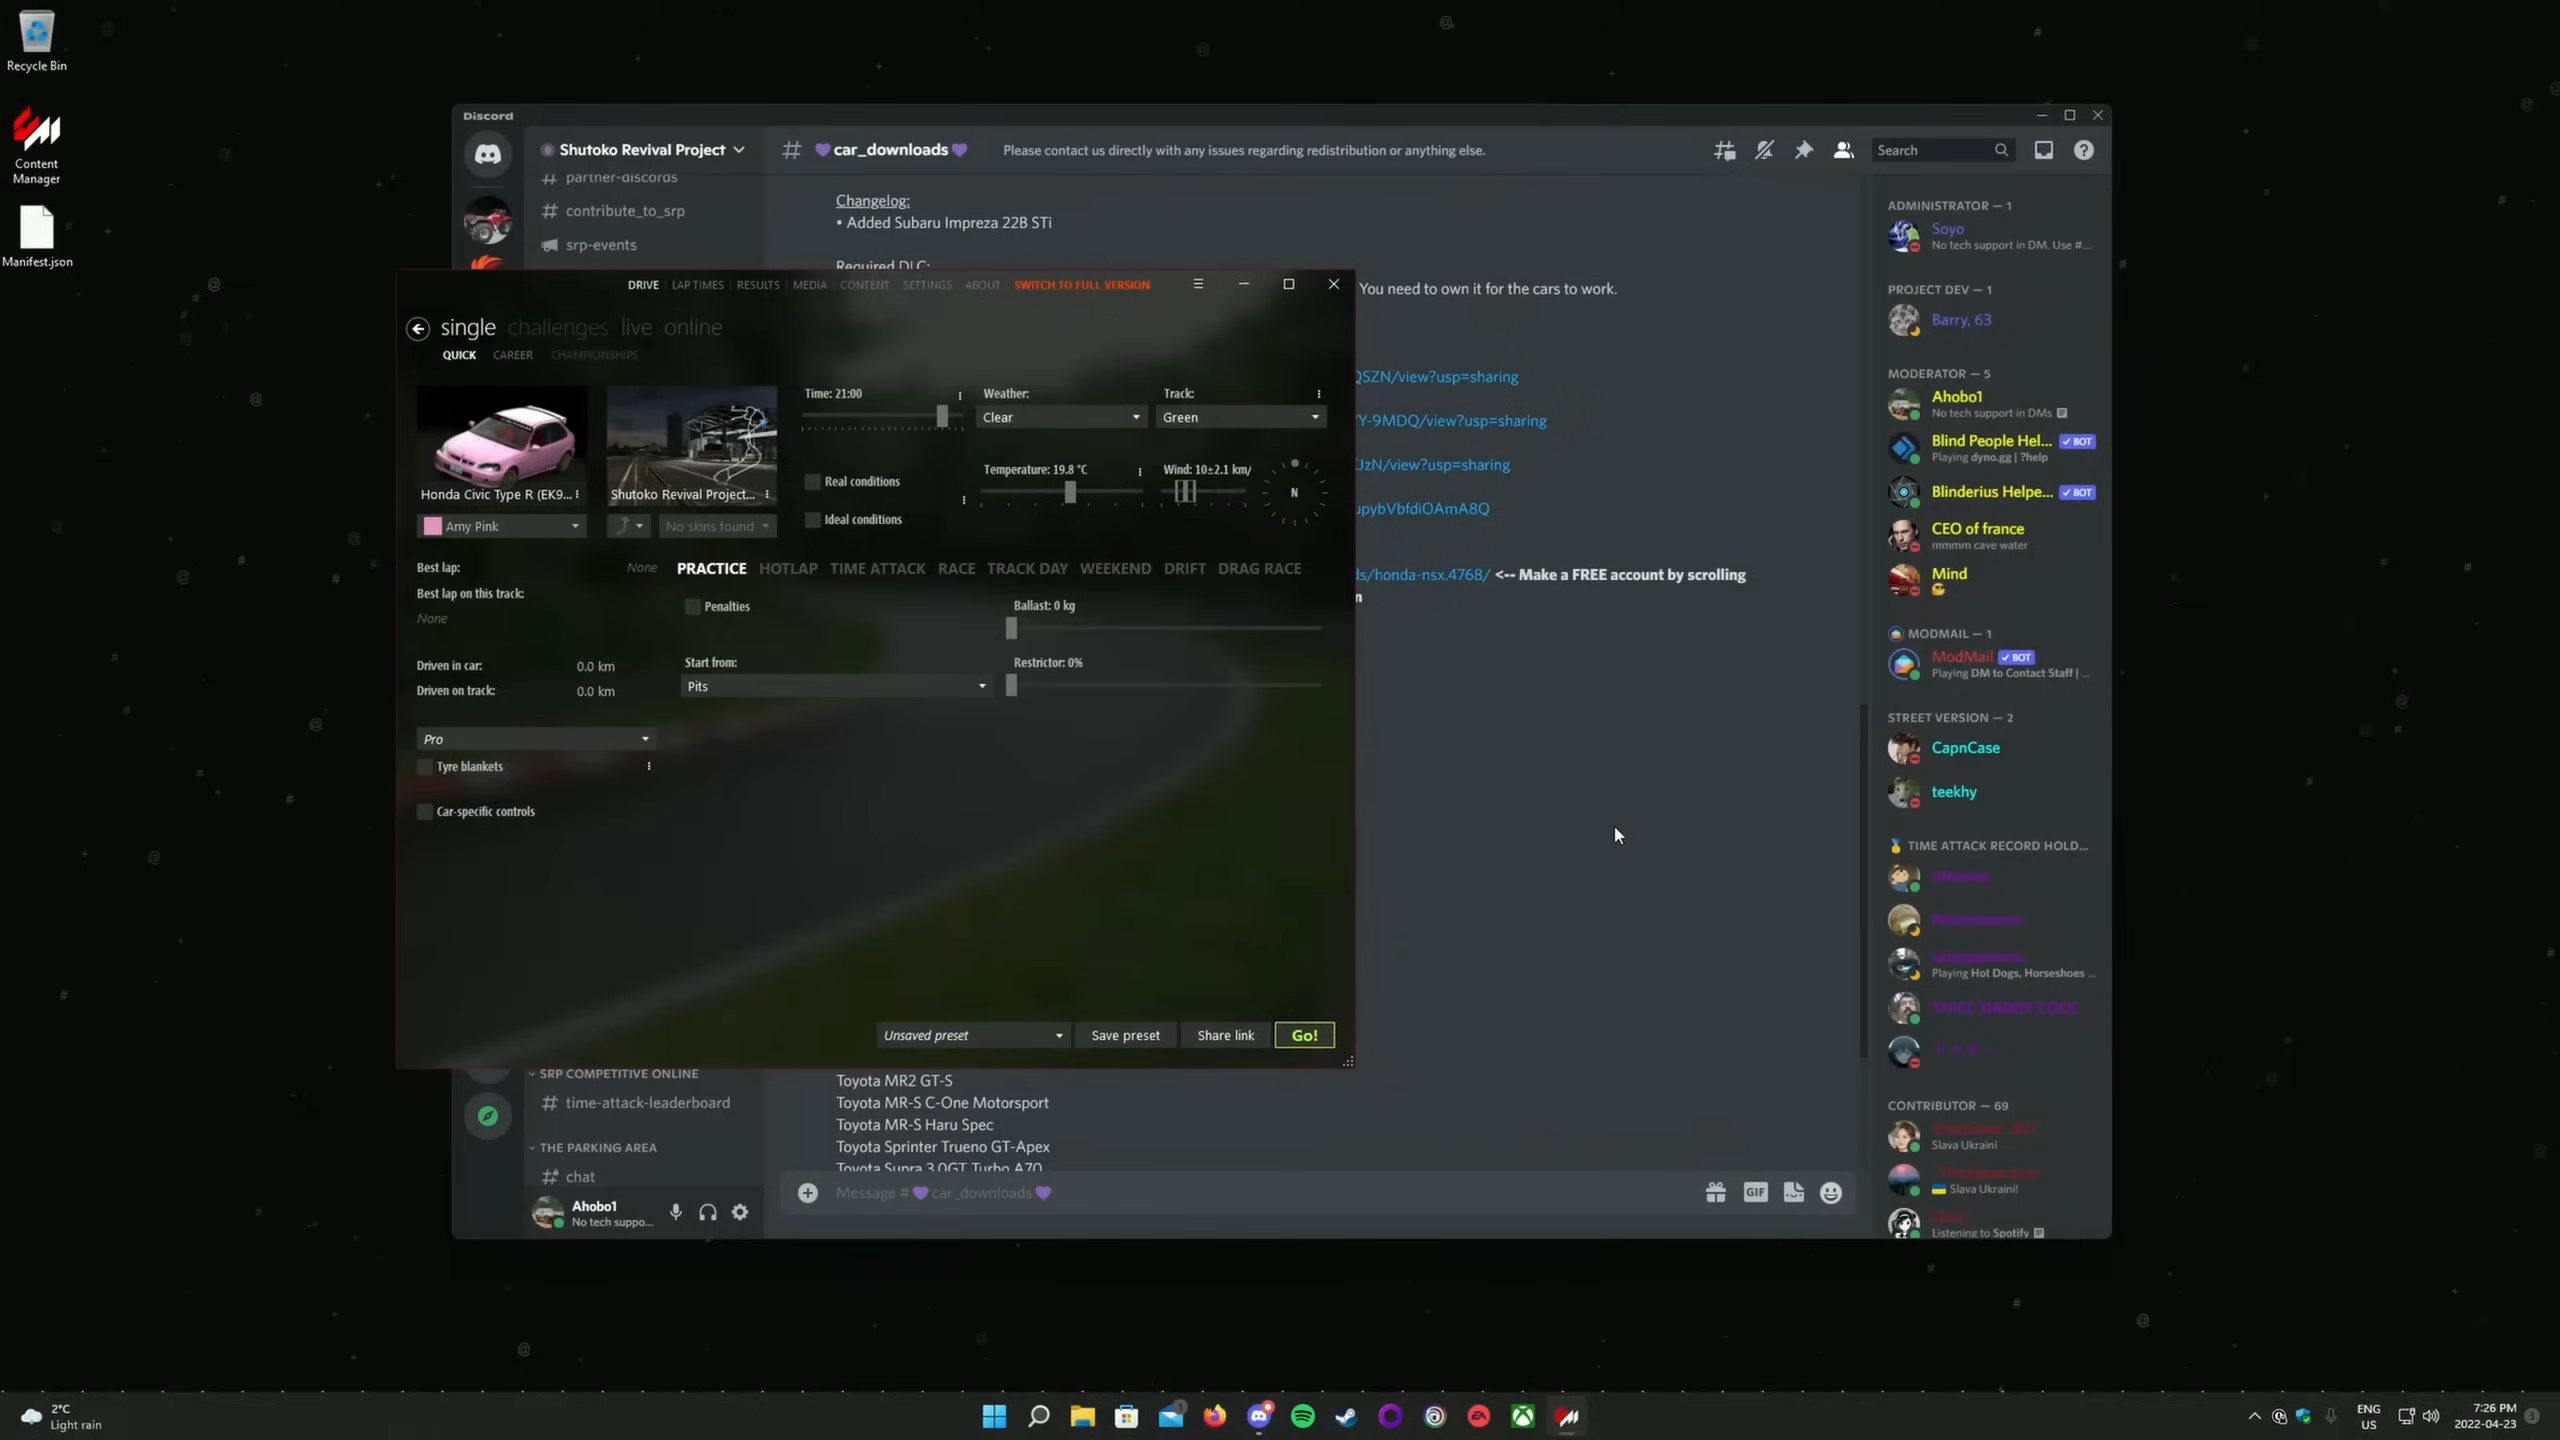 Recycle Bin
Content
Manager
Manifest.json
Discord
Shutoko Revival Project
car_downloads
Please contact us directly with any issues regarding redistribution or anything else.
Search
partner-discords
contribute_to_srp
srp-events
Changelog:
• Added Subaru Impreza 22B STi
Required DLC:
You need to own it for the cars to work.
QSZN/view?usp=sharing
Y-9MDQ/view?usp=sharing
JzN/view?usp=sharing
upybVbfdiOAmA8Q
ds/honda-nsx.4768/ <-- Make a FREE account by scrolling
DRIVE LAP TIMES RESULTS MEDIA CONTENT SETTINGS ABOUT SWITCH TO FULL VERSION
single challenges live online
QUICK CAREER CHAMPIONSHIPS
Honda Civic Type R (EK9...
Shutoko Revival Project...
Amy Pink
No skins found
Time: 21:00
Weather:
Clear
Track:
Green
Real conditions
Ideal conditions
Temperature: 19.8 °C
Wind: 10±2.1 km/
N
Best lap: None
Best lap on this track:
None
Driven in car: 0.0 km
Driven on track: 0.0 km
Pro
Tyre blankets
Car-specific controls
PRACTICE HOTLAP TIME ATTACK RACE TRACK DAY WEEKEND DRIFT DRAG RACE
Penalties
Ballast: 0 kg
Start from:
Pits
Restrictor: 0%
Unsaved preset
Save preset
Share link
Go!
SRP COMPETITIVE ONLINE
time-attack-leaderboard
THE PARKING AREA
chat
Ahobo1
No tech suppo...
Toyota MR2 GT-S
Toyota MR-S C-One Motorsport
Toyota MR-S Haru Spec
Toyota Sprinter Trueno GT-Apex
Toyota Supra 3.0GT Turbo A70
Message # car_downloads
GIF
ADMINISTRATOR — 1
Soyo
No tech support in DM. Use #...
PROJECT DEV — 1
Barry, 63
MODERATOR — 5
Ahobo1
No tech support in DMs
Blind People Hel... BOT
Playing dyno.gg | ?help
Blinderius Helpe... BOT
CEO of france
mmmm cave water
Mind
MODMAIL — 1
ModMail BOT
Playing DM to Contact Staff | ...
STREET VERSION — 2
CapnCase
teekhy
TIME ATTACK RECORD HOLD...
Playing Hot Dogs, Horseshoes ...
CONTRIBUTOR — 69
Slava Ukraini
Slava Ukraini!
Listening to Spotify
2°C
Light rain
EA
ENG
US
7:26 PM
2022-04-23
3